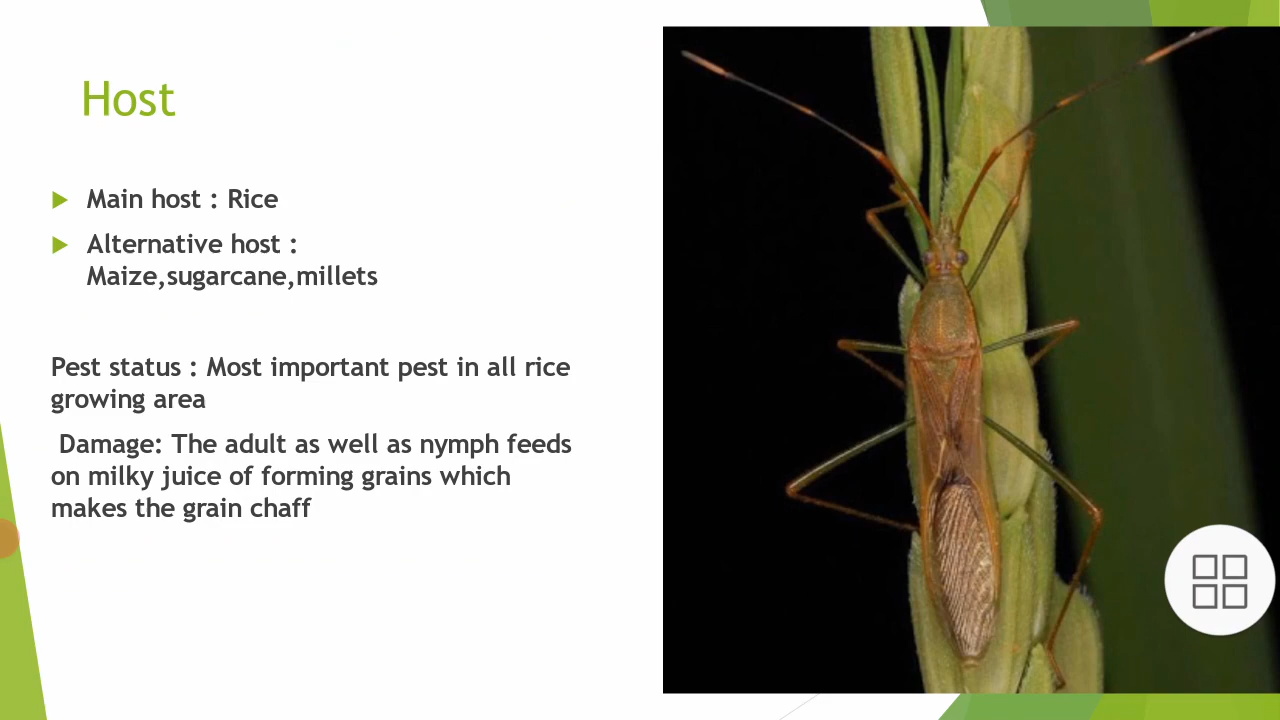 Host
Main host : Rice
Alternative host :
Maize,sugarcane,millets
Pest status : Most important pest in all rice
growing area
Damage: The adult as well as nymph feeds
on milky juice of forming grains which
makes the grain chaff